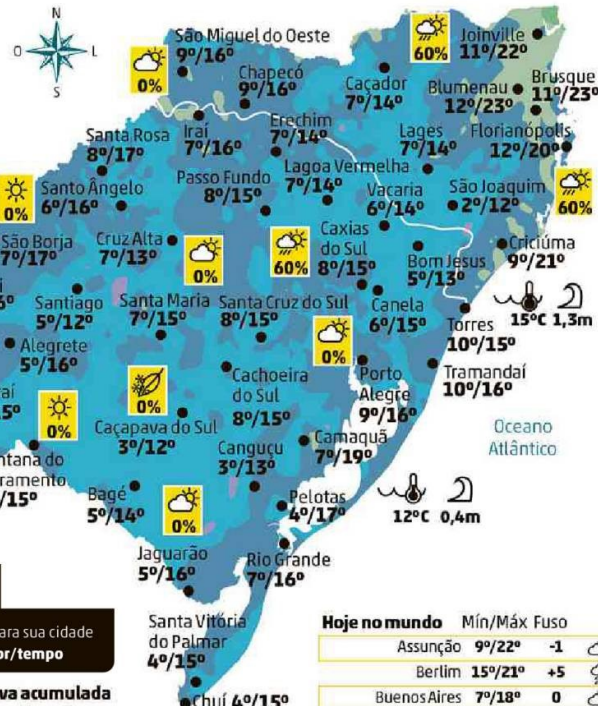 O
L
S
São Miguel do Oeste
9º/16º
0%
Chapecó
9º/16º
Caçador
7º/14º
60%
Joinville
11º/22º
Blumenau
12º/23º
Brusque
11º/23º
Santa Rosa
8º/17º
Iraí
7º/16º
Erechim
7º/14º
Lages
7º/14º
Florianópolis
12º/20º
0%
Santo Ângelo
6º/16º
Passo Fundo
8º/15º
Lagoa Vermelha
7º/14º
Vacaria
6º/14º
São Joaquim
2º/12º
60%
São Borja
7º/17º
Cruz Alta
7º/13º
0%
60%
Caxias
do Sul
8º/15º
Bom Jesus
5º/13º
Criciúma
9º/21º
Santiago
5º/12º
Santa Maria
7º/15º
Santa Cruz do Sul
8º/15º
Canela
6º/15º
15ºC 1,3m
Torres
10º/15º
Alegrete
5º/16º
0%
Cachoeira
do Sul
8º/15º
Porto
Alegre
9º/16º
Tramandaí
10º/16º
0%
0%
Caçapava do Sul
3º/12º
Camaquã
7º/19º
Oceano
Atlântico
ntana do
ramento
/15º
Bagé
5º/14º
0%
Canguçu
3º/13º
Pelotas
4º/17º
12ºC 0,4m
Jaguarão
5º/16º
Rio Grande
7º/16º
Santa Vitória
do Palmar
4º/15º
Chuí 4º/15º
ara sua cidade
or/tempo
va acumulada
Hoje no mundo Mín/Máx Fuso
Assunção 9º/22º -1
Berlim 15º/21º +5
Buenos Aires 7º/18º 0